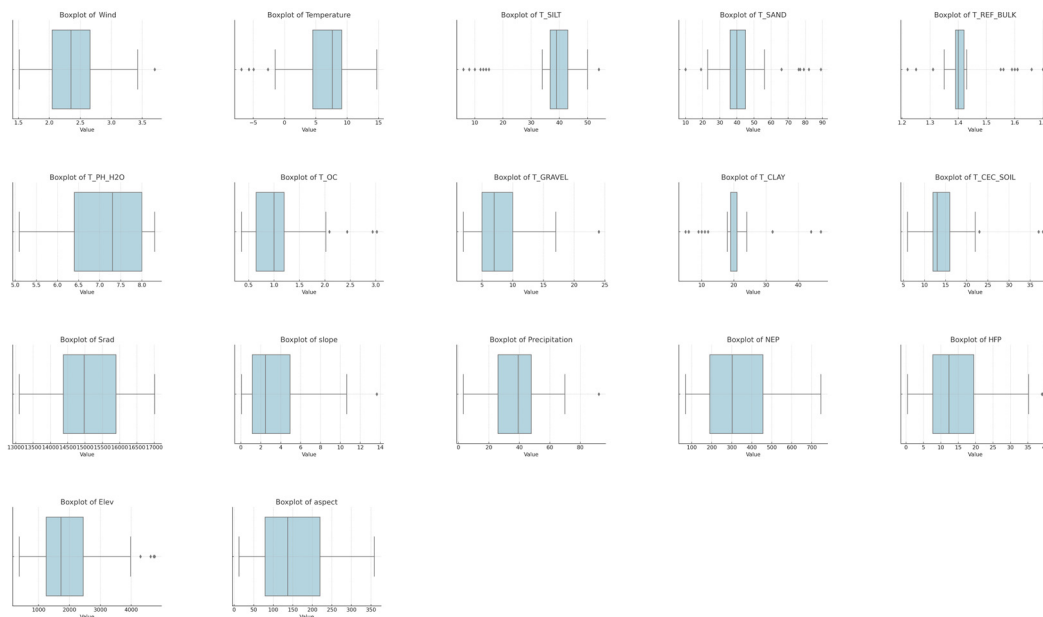 Boxplot of Wind Boxplot of Temperature Boxplot of T_SILT Boxplot of T_SAND Boxplot of T_REF_BULK
1.5 2.0 2.5 3.0 3.5 −5 0 5 10 15 10 20 30 40 50 10 20 30 40 50 60 70 80 90 1.2 1.3 1.4 1.5 1.6
Value Value Value Value Value
Boxplot of T_PH_H2O Boxplot of T_OC Boxplot of T_GRAVEL Boxplot of T_CLAY Boxplot of T_CEC_SOIL
5.0 5.5 6.0 6.5 7.0 7.5 8.0 0.5 1.0 1.5 2.0 2.5 3.0 5 10 15 20 25 10 20 30 40 5 10 15 20 25 30 35
Value Value Value Value Value
Boxplot of Srad Boxplot of slope Boxplot of Precipitation Boxplot of NEP Boxplot of HFP
13000 13500 14000 14500 15000 15500 16000 16500 17000 0 2 4 6 8 10 12 14 0 20 40 60 80 100 200 300 400 500 600 700 0 5 10 15 20 25 30 35
Value Value Value Value Value
Boxplot of Elev Boxplot of aspect
1000 2000 3000 4000 0 50 100 150 200 250 300 350
Value Value